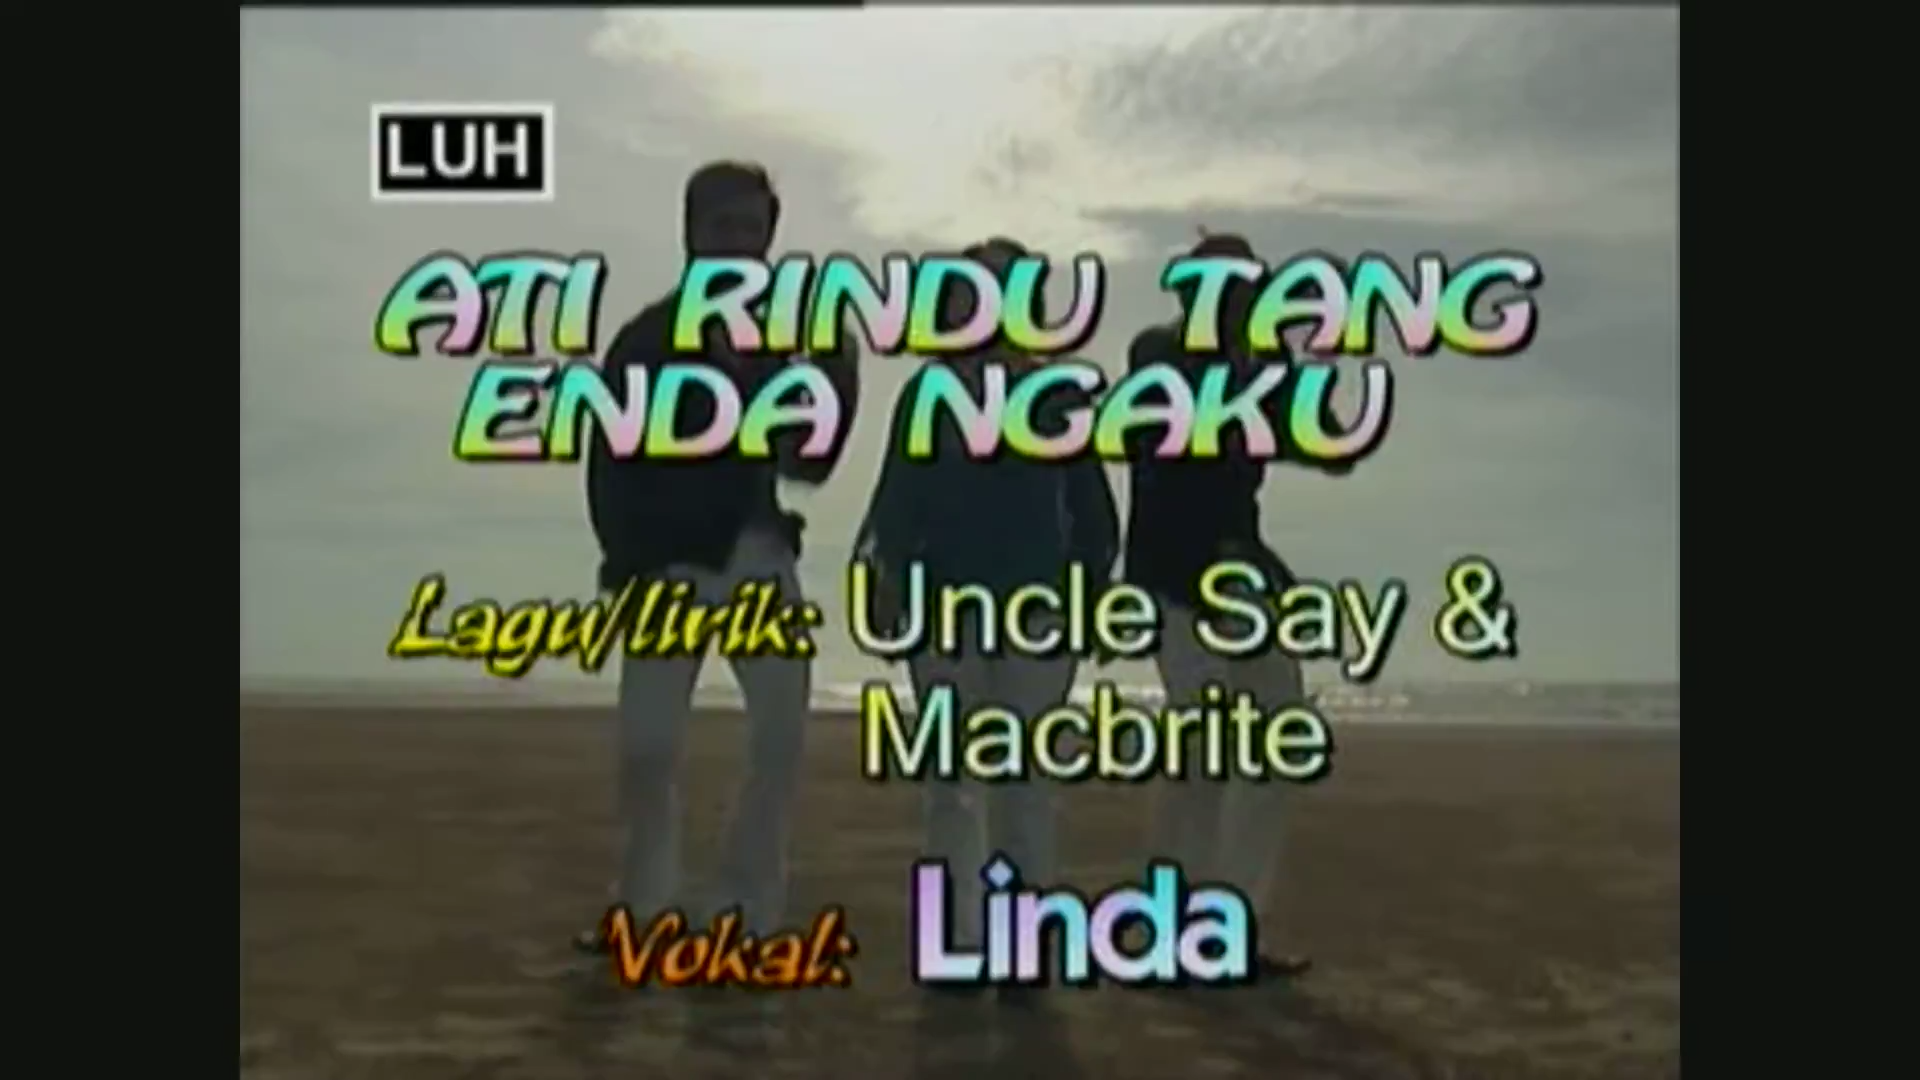 LUH
ATI RINDU TANG
ENDA NGAKU
Lagu/lirik: Uncle Say &
Macbrite
Vokal: Linda